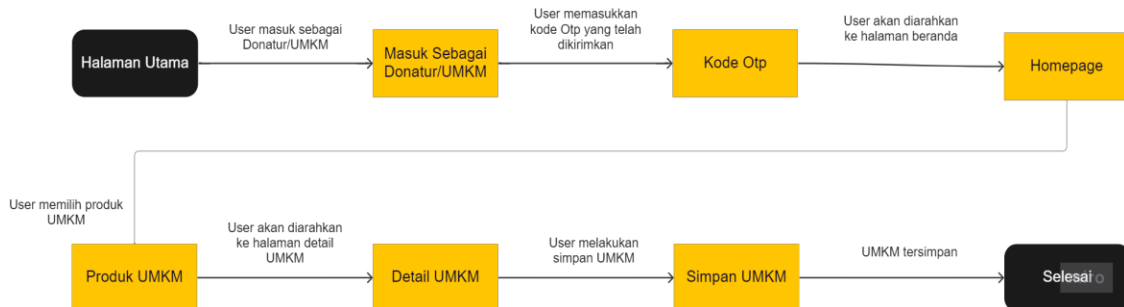 User masuk sebagai
Donatur/UMKM
User memasukkan
kode Otp yang telah
dikirimkan
User akan diarahkan
ke halaman beranda
Halaman Utama
Masuk Sebagai
Donatur/UMKM
Kode Otp
Homepage
User memilih produk
UMKM
User akan diarahkan
ke halaman detail
UMKM
User melakukan
simpan UMKM
UMKM tersimpan
Produk UMKM
Detail UMKM
Simpan UMKM
Selesai